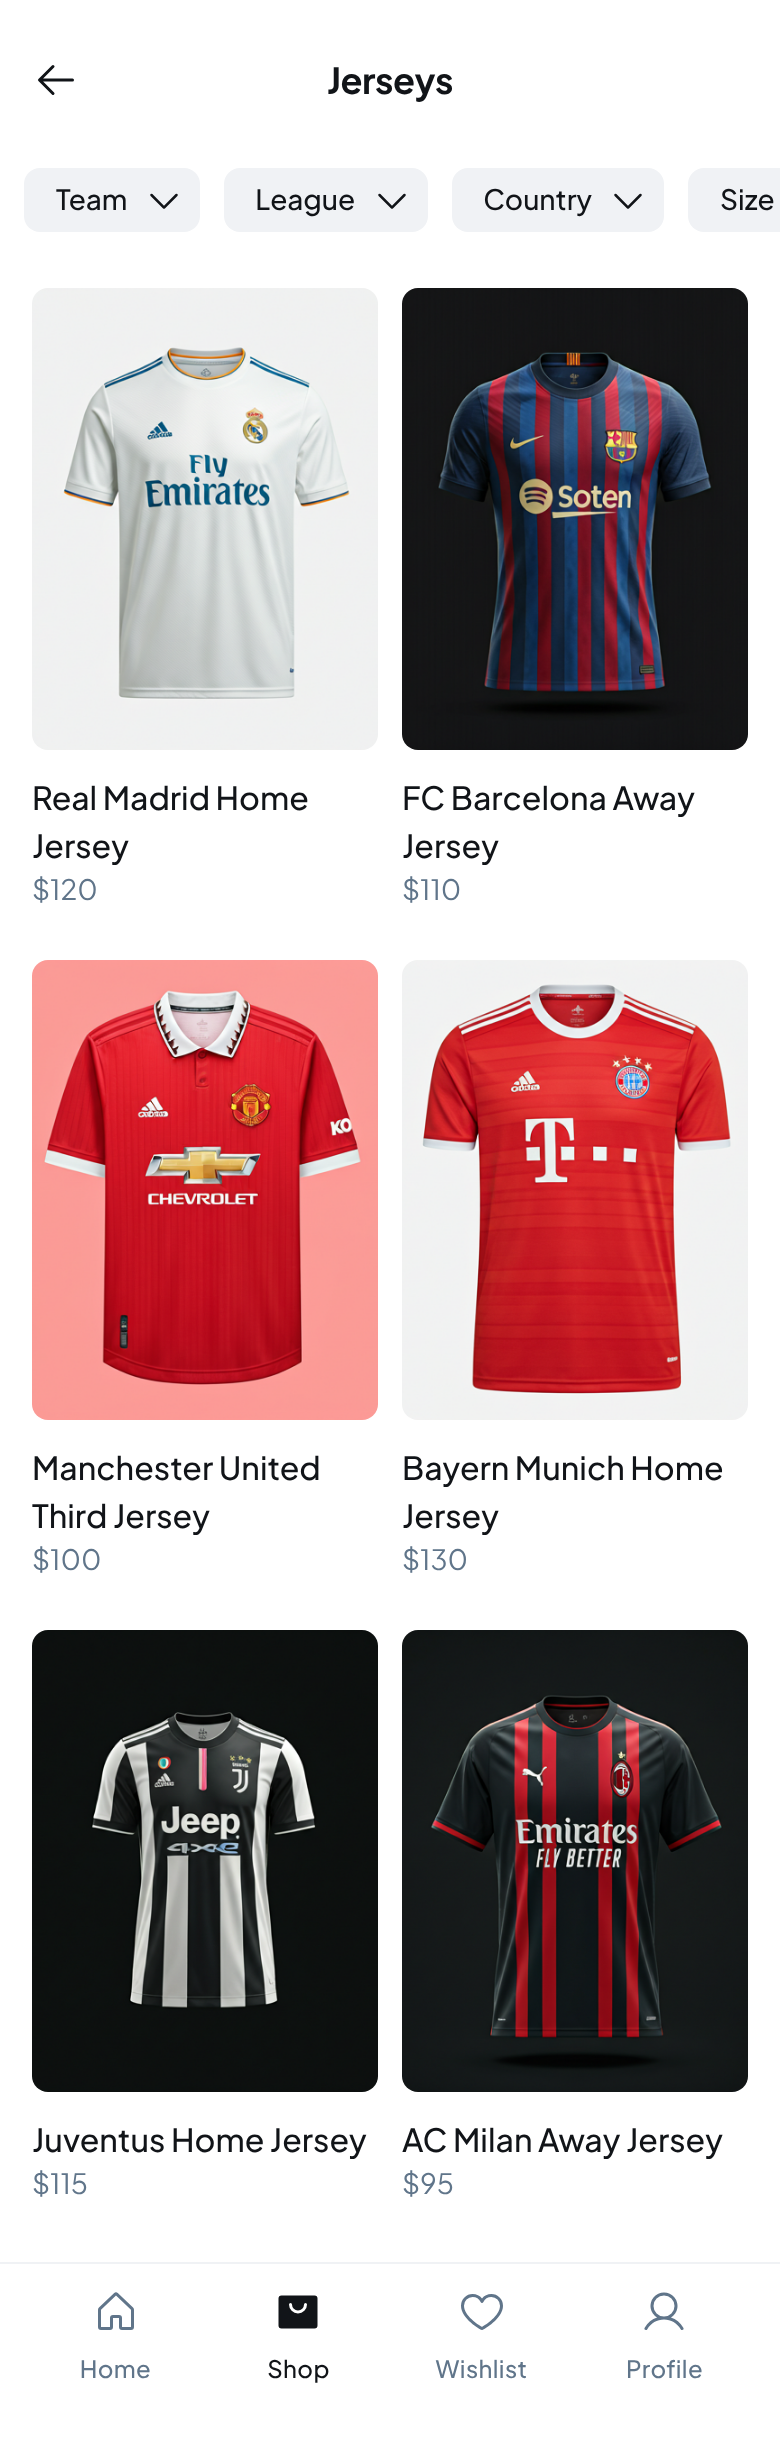 Jerseys
Team
League
Country
Size
Fly
Emirates
Soten
Real Madrid Home
Jersey
$120
FC Barcelona Away
Jersey
$110
KO
CHEVROLET
T
Manchester United
Third Jersey
$100
Bayern Munich Home
Jersey
$130
Jeep
4xe
Emirates
FLY BETTER
Juventus Home Jersey
$115
AC Milan Away Jersey
$95
Home
Shop
Wishlist
Profile